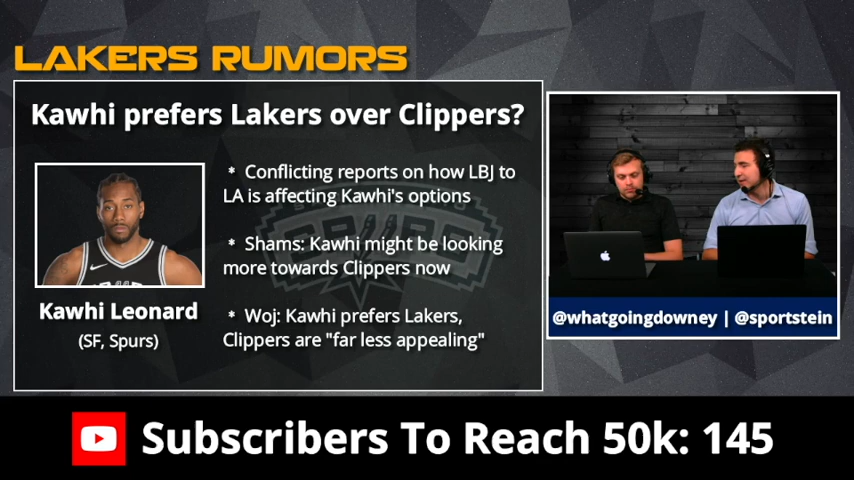 LAKERS RUMORS
Kawhi prefers Lakers over Clippers?
* Conflicting reports on how LBJ to
LA is affecting Kawhi's options
* Shams: Kawhi might be looking
more towards Clippers now
* Woj: Kawhi prefers Lakers,
Clippers are "far less appealing"
SPURS
Kawhi Leonard
(SF, Spurs)
@whatgoingdowney | @sportstein
Subscribers To Reach 50k: 145